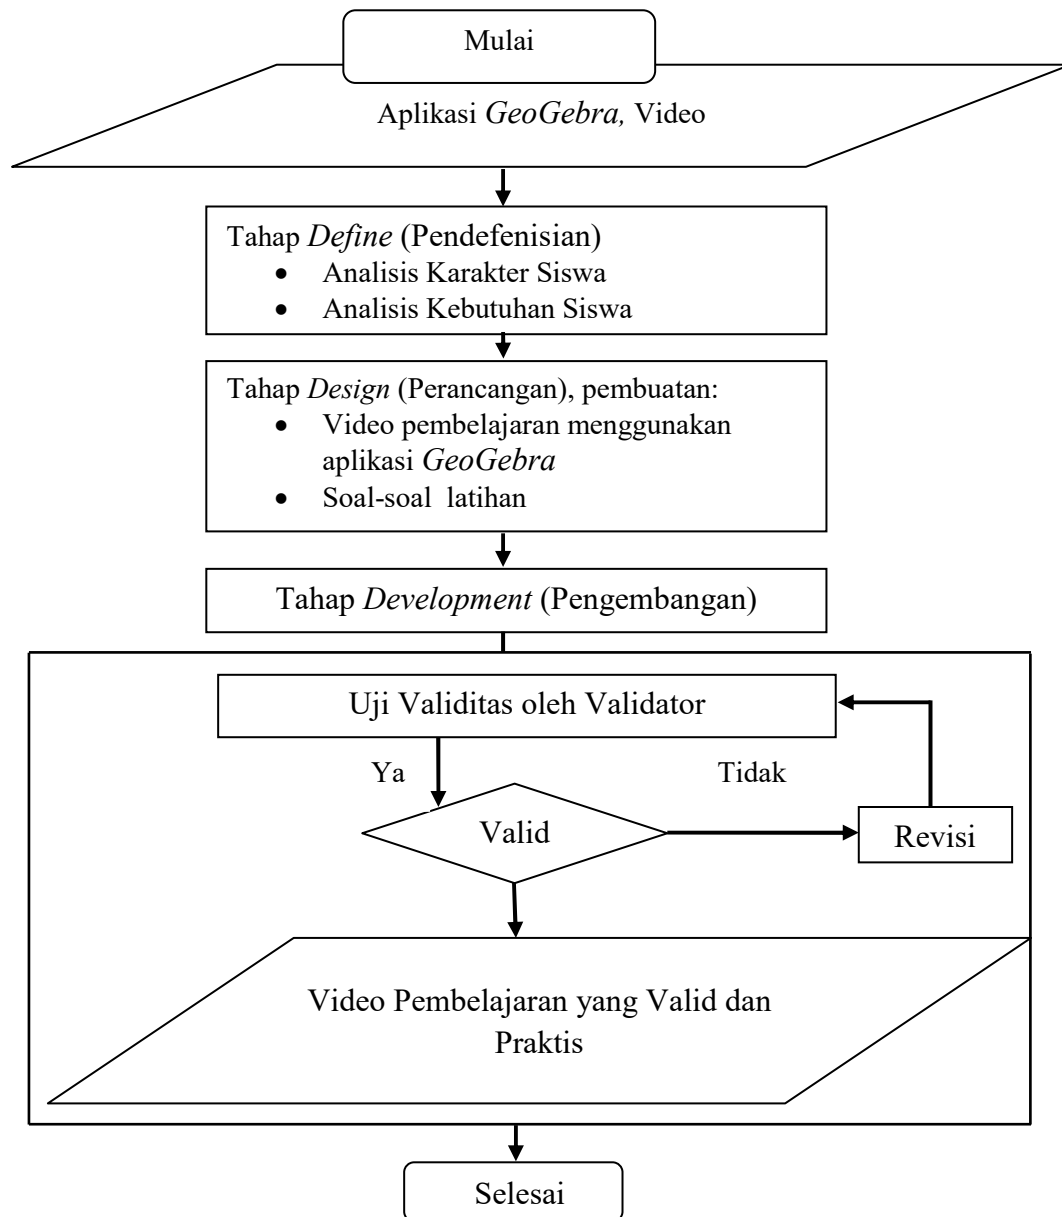 Mulai
Aplikasi GeoGebra, Video
Tahap Define (Pendefenisian)
• Analisis Karakter Siswa
• Analisis Kebutuhan Siswa
Tahap Design (Perancangan), pembuatan:
• Video pembelajaran menggunakan
aplikasi GeoGebra
• Soal-soal latihan
Tahap Development (Pengembangan)
Uji Validitas oleh Validator
Ya
Tidak
Valid
Revisi
Video Pembelajaran yang Valid dan
Praktis
Selesai